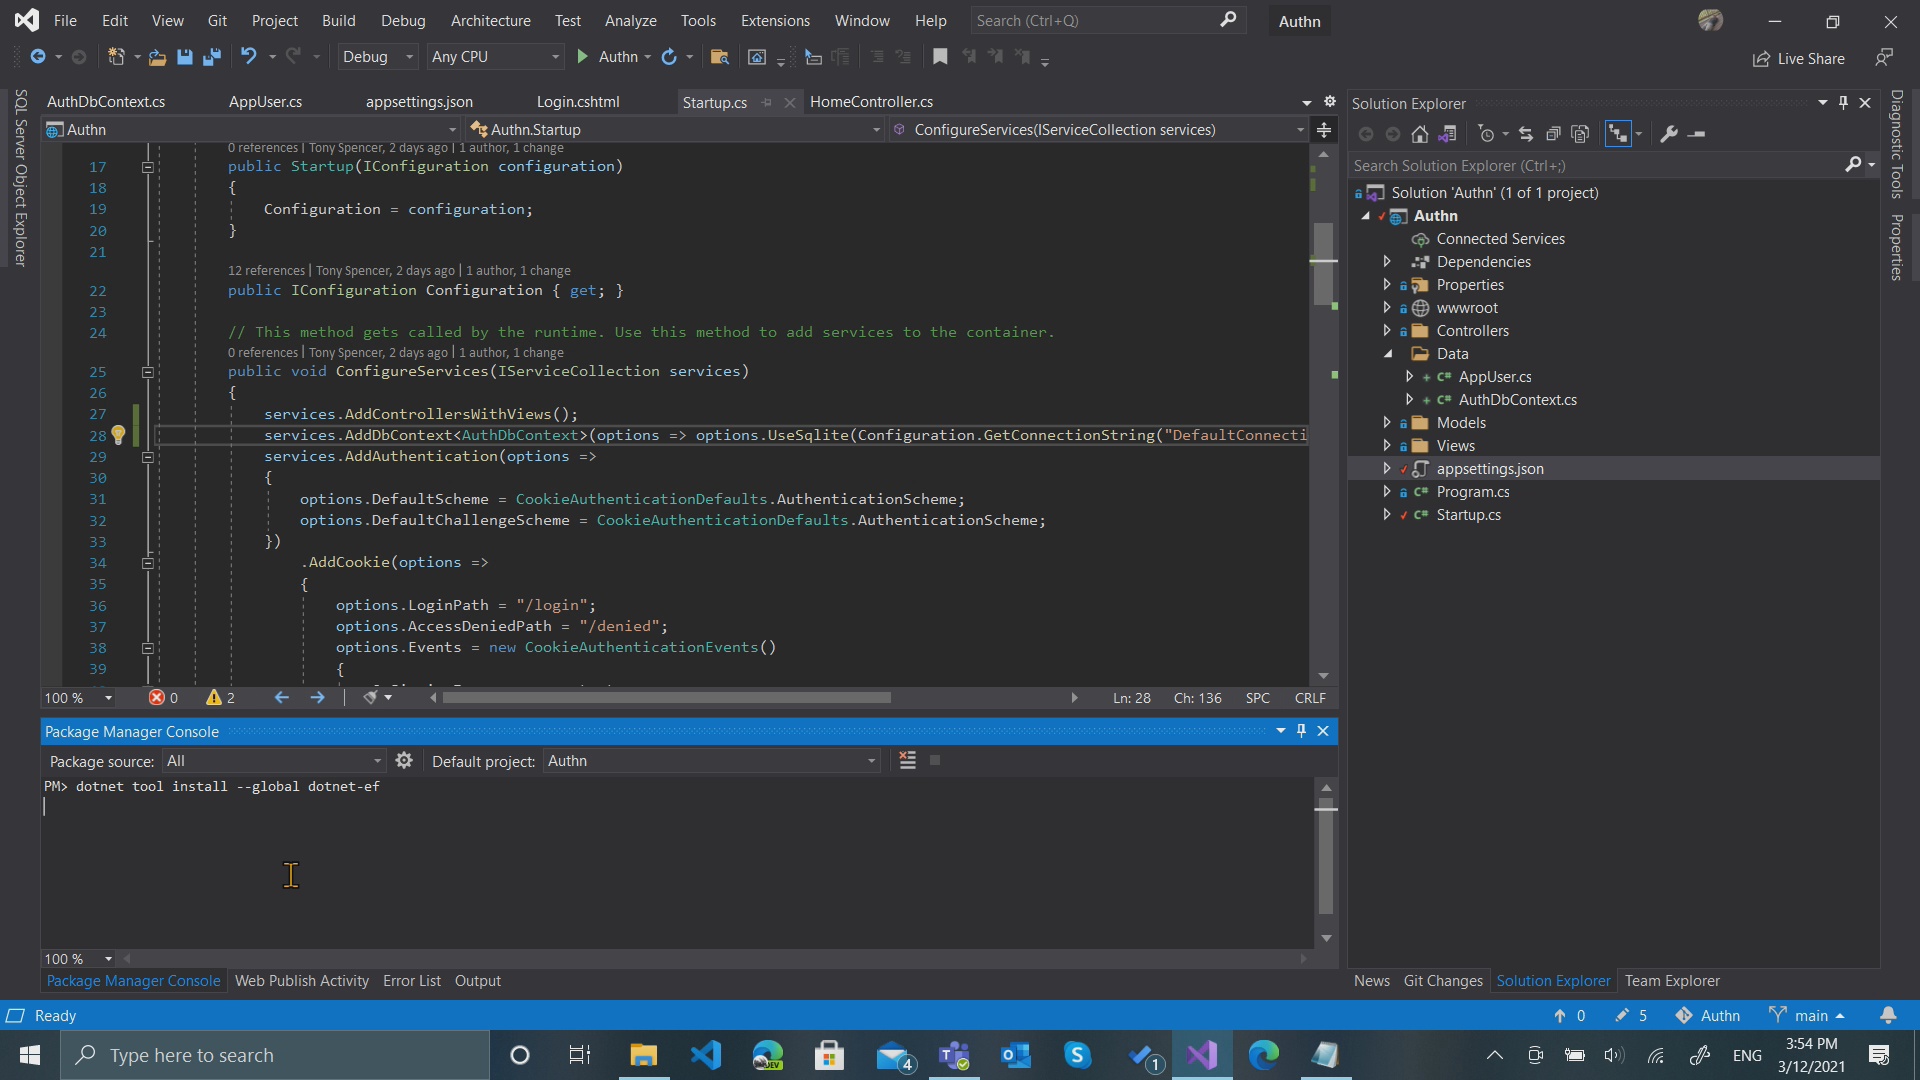 File Edit View Git Project Build Debug Architecture Test Analyze Tools Extensions Window Help Search (Ctrl+Q) Authn
Debug Any CPU Authn Live Share
SQL Server Object Explorer
AuthDbContext.cs AppUser.cs appsettings.json Login.cshtml Startup.cs HomeController.cs
Authn Authn.Startup ConfigureServices(IServiceCollection services)
0 references | Tony Spencer, 2 days ago | 1 author, 1 change
17 public Startup(IConfiguration configuration)
18 {
19 Configuration = configuration;
20 }
21
12 references | Tony Spencer, 2 days ago | 1 author, 1 change
22 public IConfiguration Configuration { get; }
23
24 // This method gets called by the runtime. Use this method to add services to the container.
0 references | Tony Spencer, 2 days ago | 1 author, 1 change
25 public void ConfigureServices(IServiceCollection services)
26 {
27 services.AddControllersWithViews();
28 services.AddDbContext<AuthDbContext>(options => options.UseSqlite(Configuration.GetConnectionString("DefaultConnecti
29 services.AddAuthentication(options =>
30 {
31 options.DefaultScheme = CookieAuthenticationDefaults.AuthenticationScheme;
32 options.DefaultChallengeScheme = CookieAuthenticationDefaults.AuthenticationScheme;
33 })
34 .AddCookie(options =>
35 {
36 options.LoginPath = "/login";
37 options.AccessDeniedPath = "/denied";
38 options.Events = new CookieAuthenticationEvents()
39 {
100 % 0 2 Ln: 28 Ch: 136 SPC CRLF
Package Manager Console
Package source: All Default project: Authn
PM> dotnet tool install --global dotnet-ef
100 %
Package Manager Console Web Publish Activity Error List Output
Solution Explorer
Search Solution Explorer (Ctrl+;)
Solution 'Authn' (1 of 1 project)
Authn
Connected Services
Dependencies
Properties
wwwroot
Controllers
Data
AppUser.cs
AuthDbContext.cs
Models
Views
appsettings.json
Program.cs
Startup.cs
News Git Changes Solution Explorer Team Explorer
Diagnostic Tools
Properties
Ready 0 5 Authn main
Type here to search DEV 4 1 ENG 3:54 PM
3/12/2021